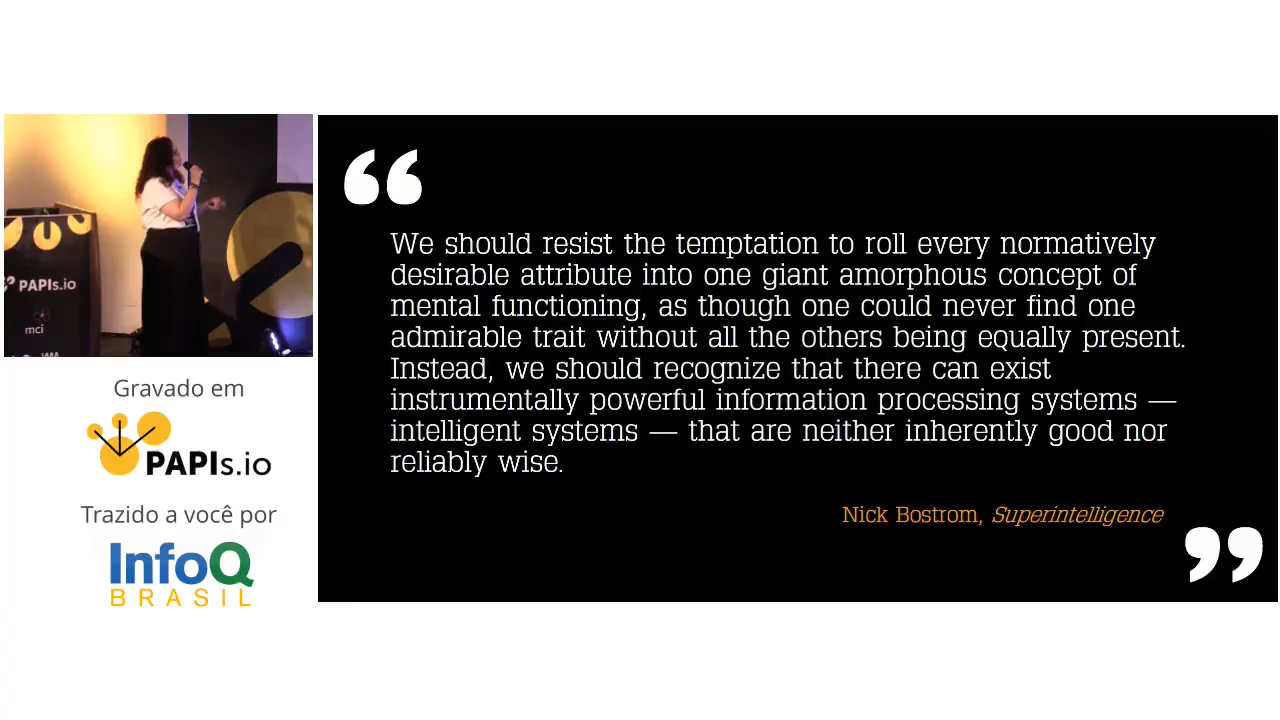 PAPIs.io
mci
Gravado em
PAPIs.io
Trazido a você por
InfoQ
BRASIL
“
We should resist the temptation to roll every normatively
desirable attribute into one giant amorphous concept of
mental functioning, as though one could never find one
admirable trait without all the others being equally present.
Instead, we should recognize that there can exist
instrumentally powerful information processing systems —
intelligent systems — that are neither inherently good nor
reliably wise.
Nick Bostrom, Superintelligence
”